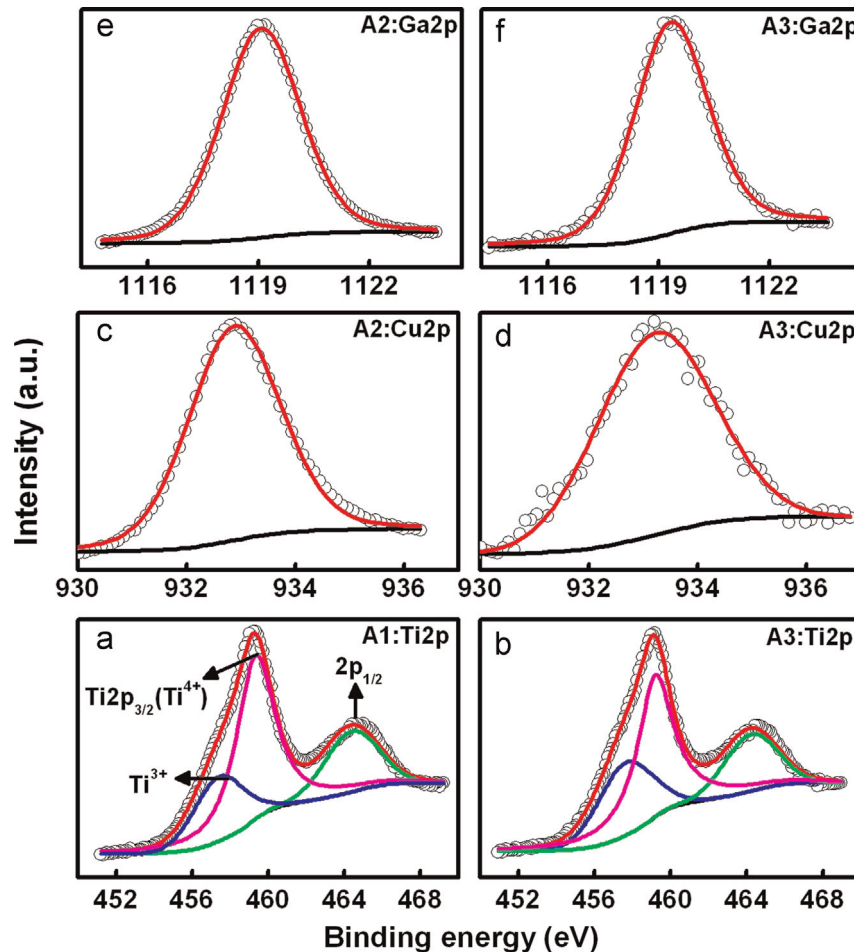 Intensity (a.u.)
e
A2:Ga2p
1116 1119 1122
f
A3:Ga2p
1116 1119 1122
c
A2:Cu2p
930 932 934 936
d
A3:Cu2p
930 932 934 936
a
A1:Ti2p
Ti2p3/2(Ti4+)
2p1/2
Ti3+
452 456 460 464 468
b
A3:Ti2p
452 456 460 464 468
Binding energy (eV)